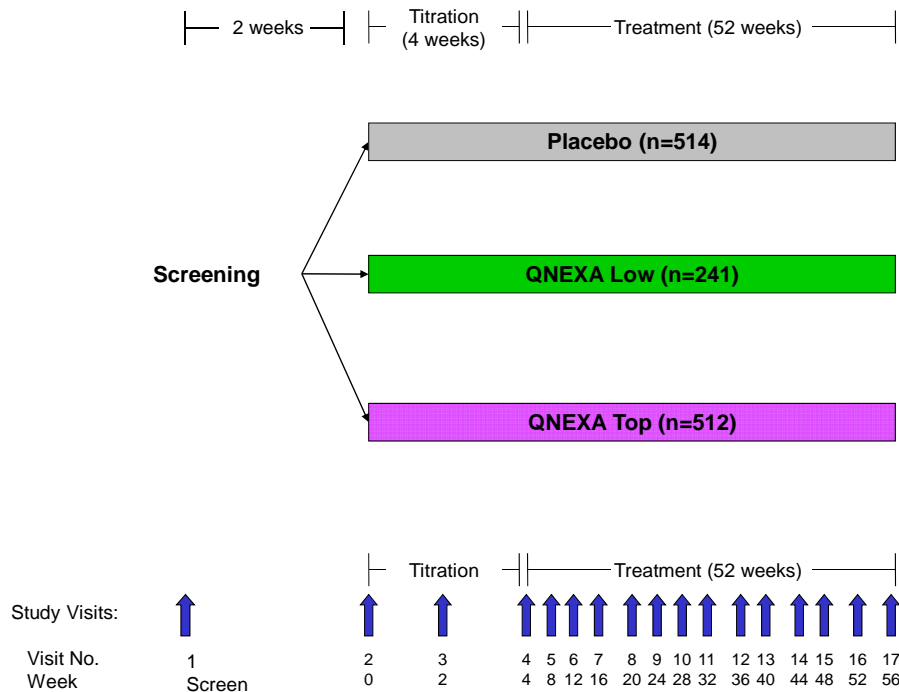 2 weeks
Titration
(4 weeks)
Treatment (52 weeks)
Placebo (n=514)
Screening
QNEXA Low (n=241)
QNEXA Top (n=512)
Titration
Treatment (52 weeks)
Study Visits:
Visit No. 1 2 3 4 5 6 7 8 9 10 11 12 13 14 15 16 17
Week Screen 0 2 4 8 12 16 20 24 28 32 36 40 44 48 52 56